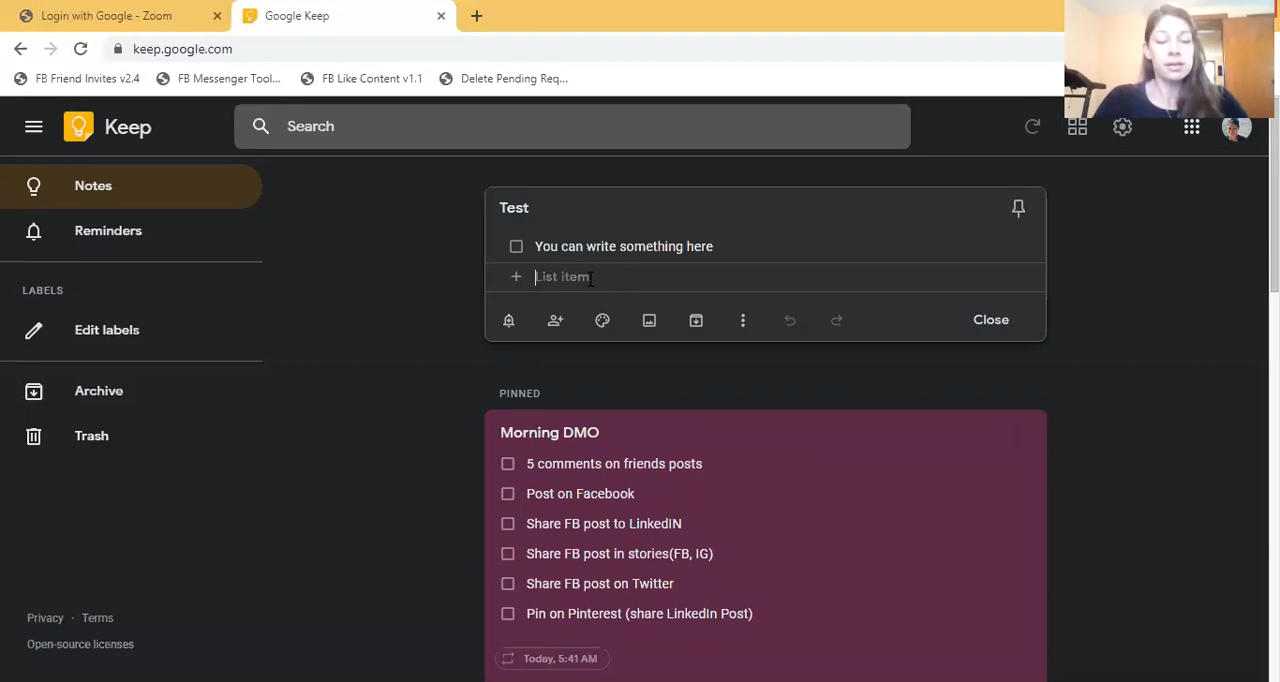 Login with Google - Zoom
Google Keep
keep.google.com
FB Friend Invites v2.4
FB Messenger Tool...
FB Like Content v1.1
Delete Pending Req...
Keep
Search
Notes
Reminders
LABELS
Edit labels
Archive
Trash
Privacy · Terms
Open-source licenses
Test
You can write something here
List item
Close
PINNED
Morning DMO
5 comments on friends posts
Post on Facebook
Share FB post to LinkedIN
Share FB post in stories(FB, IG)
Share FB post on Twitter
Pin on Pinterest (share LinkedIn Post)
Today, 5:41 AM